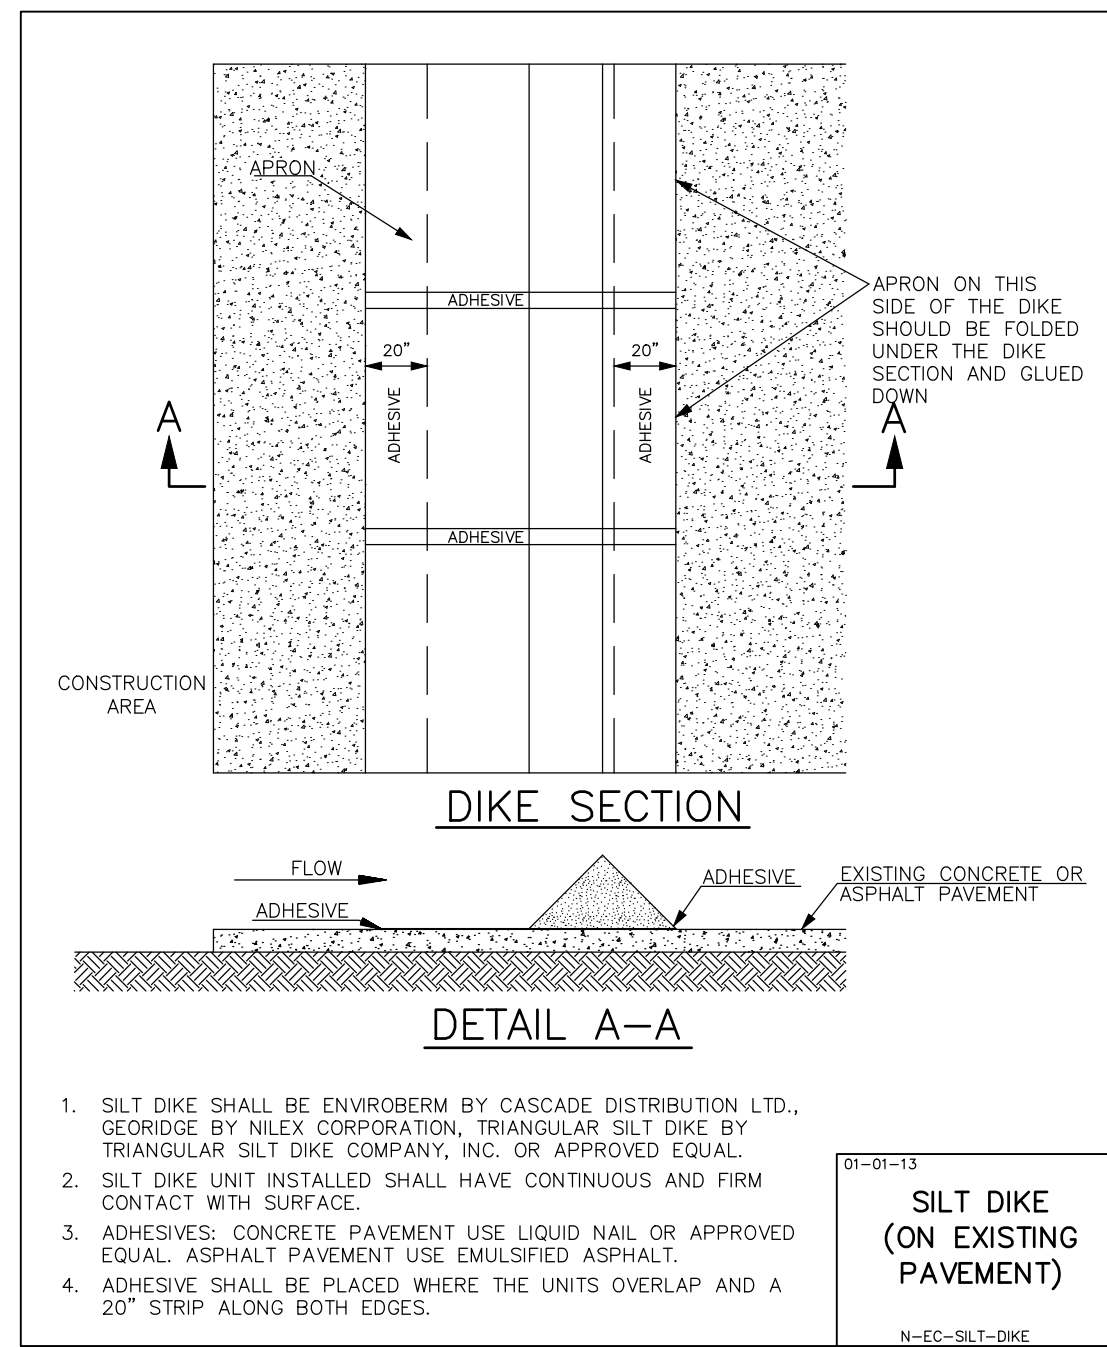 APRON
ADHESIVE
20"
20"
ADHESIVE
ADHESIVE
APRON ON THIS
SIDE OF THE DIKE
SHOULD BE FOLDED
UNDER THE DIKE
SECTION AND GLUED
DOWN
A
A
ADHESIVE
CONSTRUCTION
AREA
DIKE SECTION
FLOW
ADHESIVE
ADHESIVE
EXISTING CONCRETE OR
ASPHALT PAVEMENT
DETAIL A-A
1. SILT DIKE SHALL BE ENVIROBERM BY CASCADE DISTRIBUTION LTD.,
GEORIDGE BY NILEX CORPORATION, TRIANGULAR SILT DIKE BY
TRIANGULAR SILT DIKE COMPANY, INC. OR APPROVED EQUAL.
2. SILT DIKE UNIT INSTALLED SHALL HAVE CONTINUOUS AND FIRM
CONTACT WITH SURFACE.
3. ADHESIVES: CONCRETE PAVEMENT USE LIQUID NAIL OR APPROVED
EQUAL. ASPHALT PAVEMENT USE EMULSIFIED ASPHALT.
4. ADHESIVE SHALL BE PLACED WHERE THE UNITS OVERLAP AND A
20" STRIP ALONG BOTH EDGES.
01-01-13
SILT DIKE
(ON EXISTING
PAVEMENT)
N-EC-SILT-DIKE